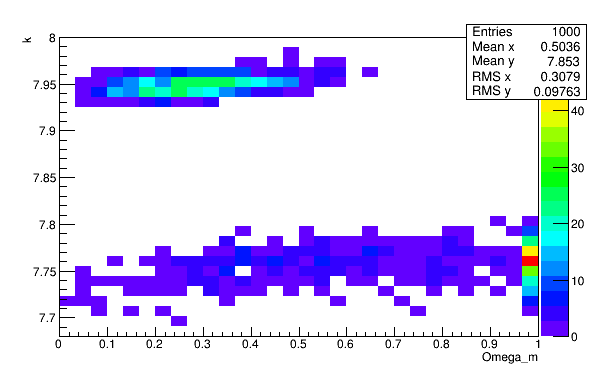 k
8
7.95
7.9
7.85
7.8
7.75
7.7
Entries 1000
Mean x 0.5036
Mean y 7.853
RMS x 0.3079
RMS y 0.09763
40
30
20
10
0
0 0.1 0.2 0.3 0.4 0.5 0.6 0.7 0.8 0.9 1
Omega_m